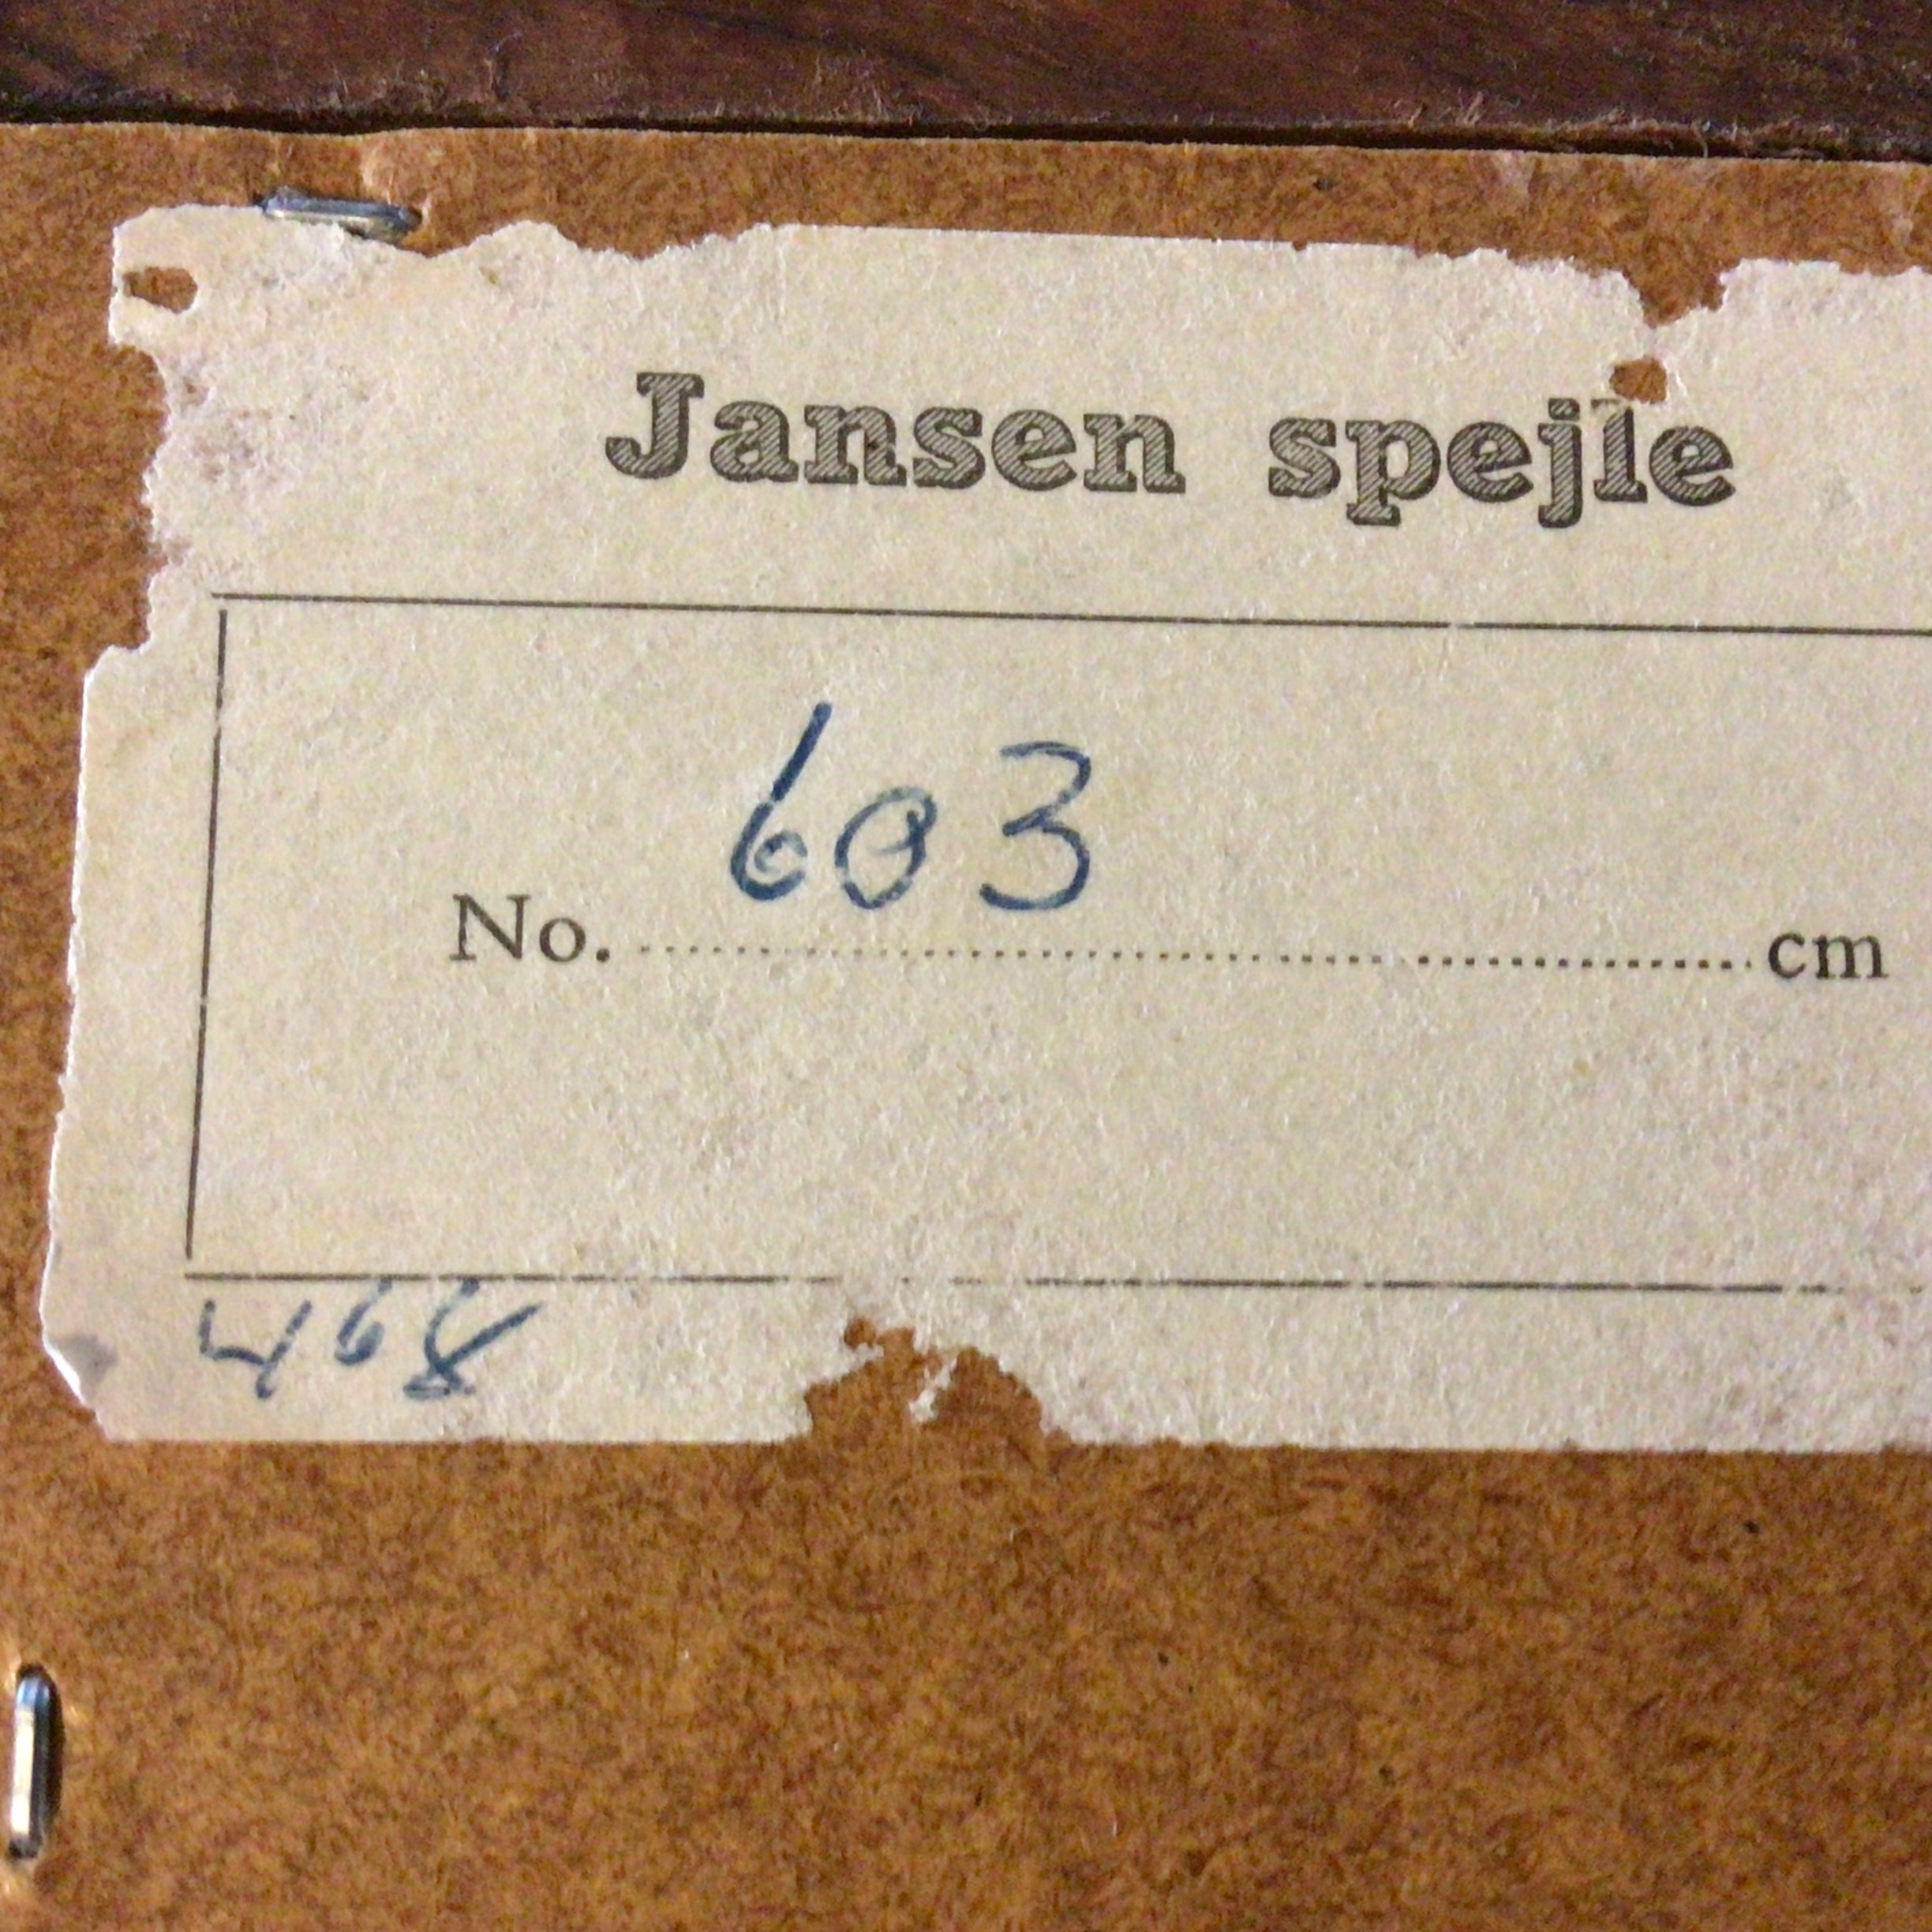 Jansen spejle
603
No. .......... cm
468